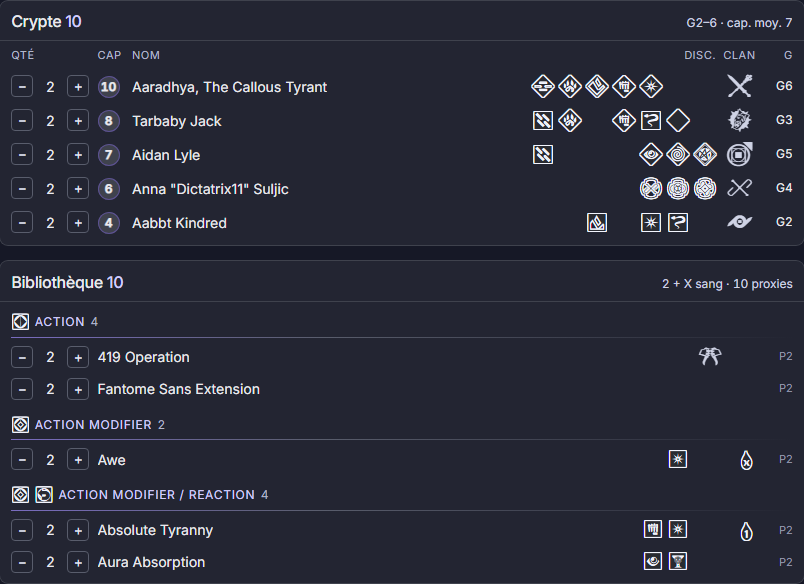 Crypte 10 G2–6 · cap. moy. 7
QTÉ CAP NOM DISC. CLAN G
− 2 + 10 Aaradhya, The Callous Tyrant G6
− 2 + 8 Tarbaby Jack G3
− 2 + 7 Aidan Lyle G5
− 2 + 6 Anna "Dictatrix11" Suljic G4
− 2 + 4 Aabbt Kindred G2
Bibliothèque 10 2 + X sang · 10 proxies
ACTION 4
− 2 + 419 Operation P2
− 2 + Fantome Sans Extension P2
ACTION MODIFIER 2
− 2 + Awe X P2
ACTION MODIFIER / REACTION 4
− 2 + Absolute Tyranny 1 P2
− 2 + Aura Absorption P2